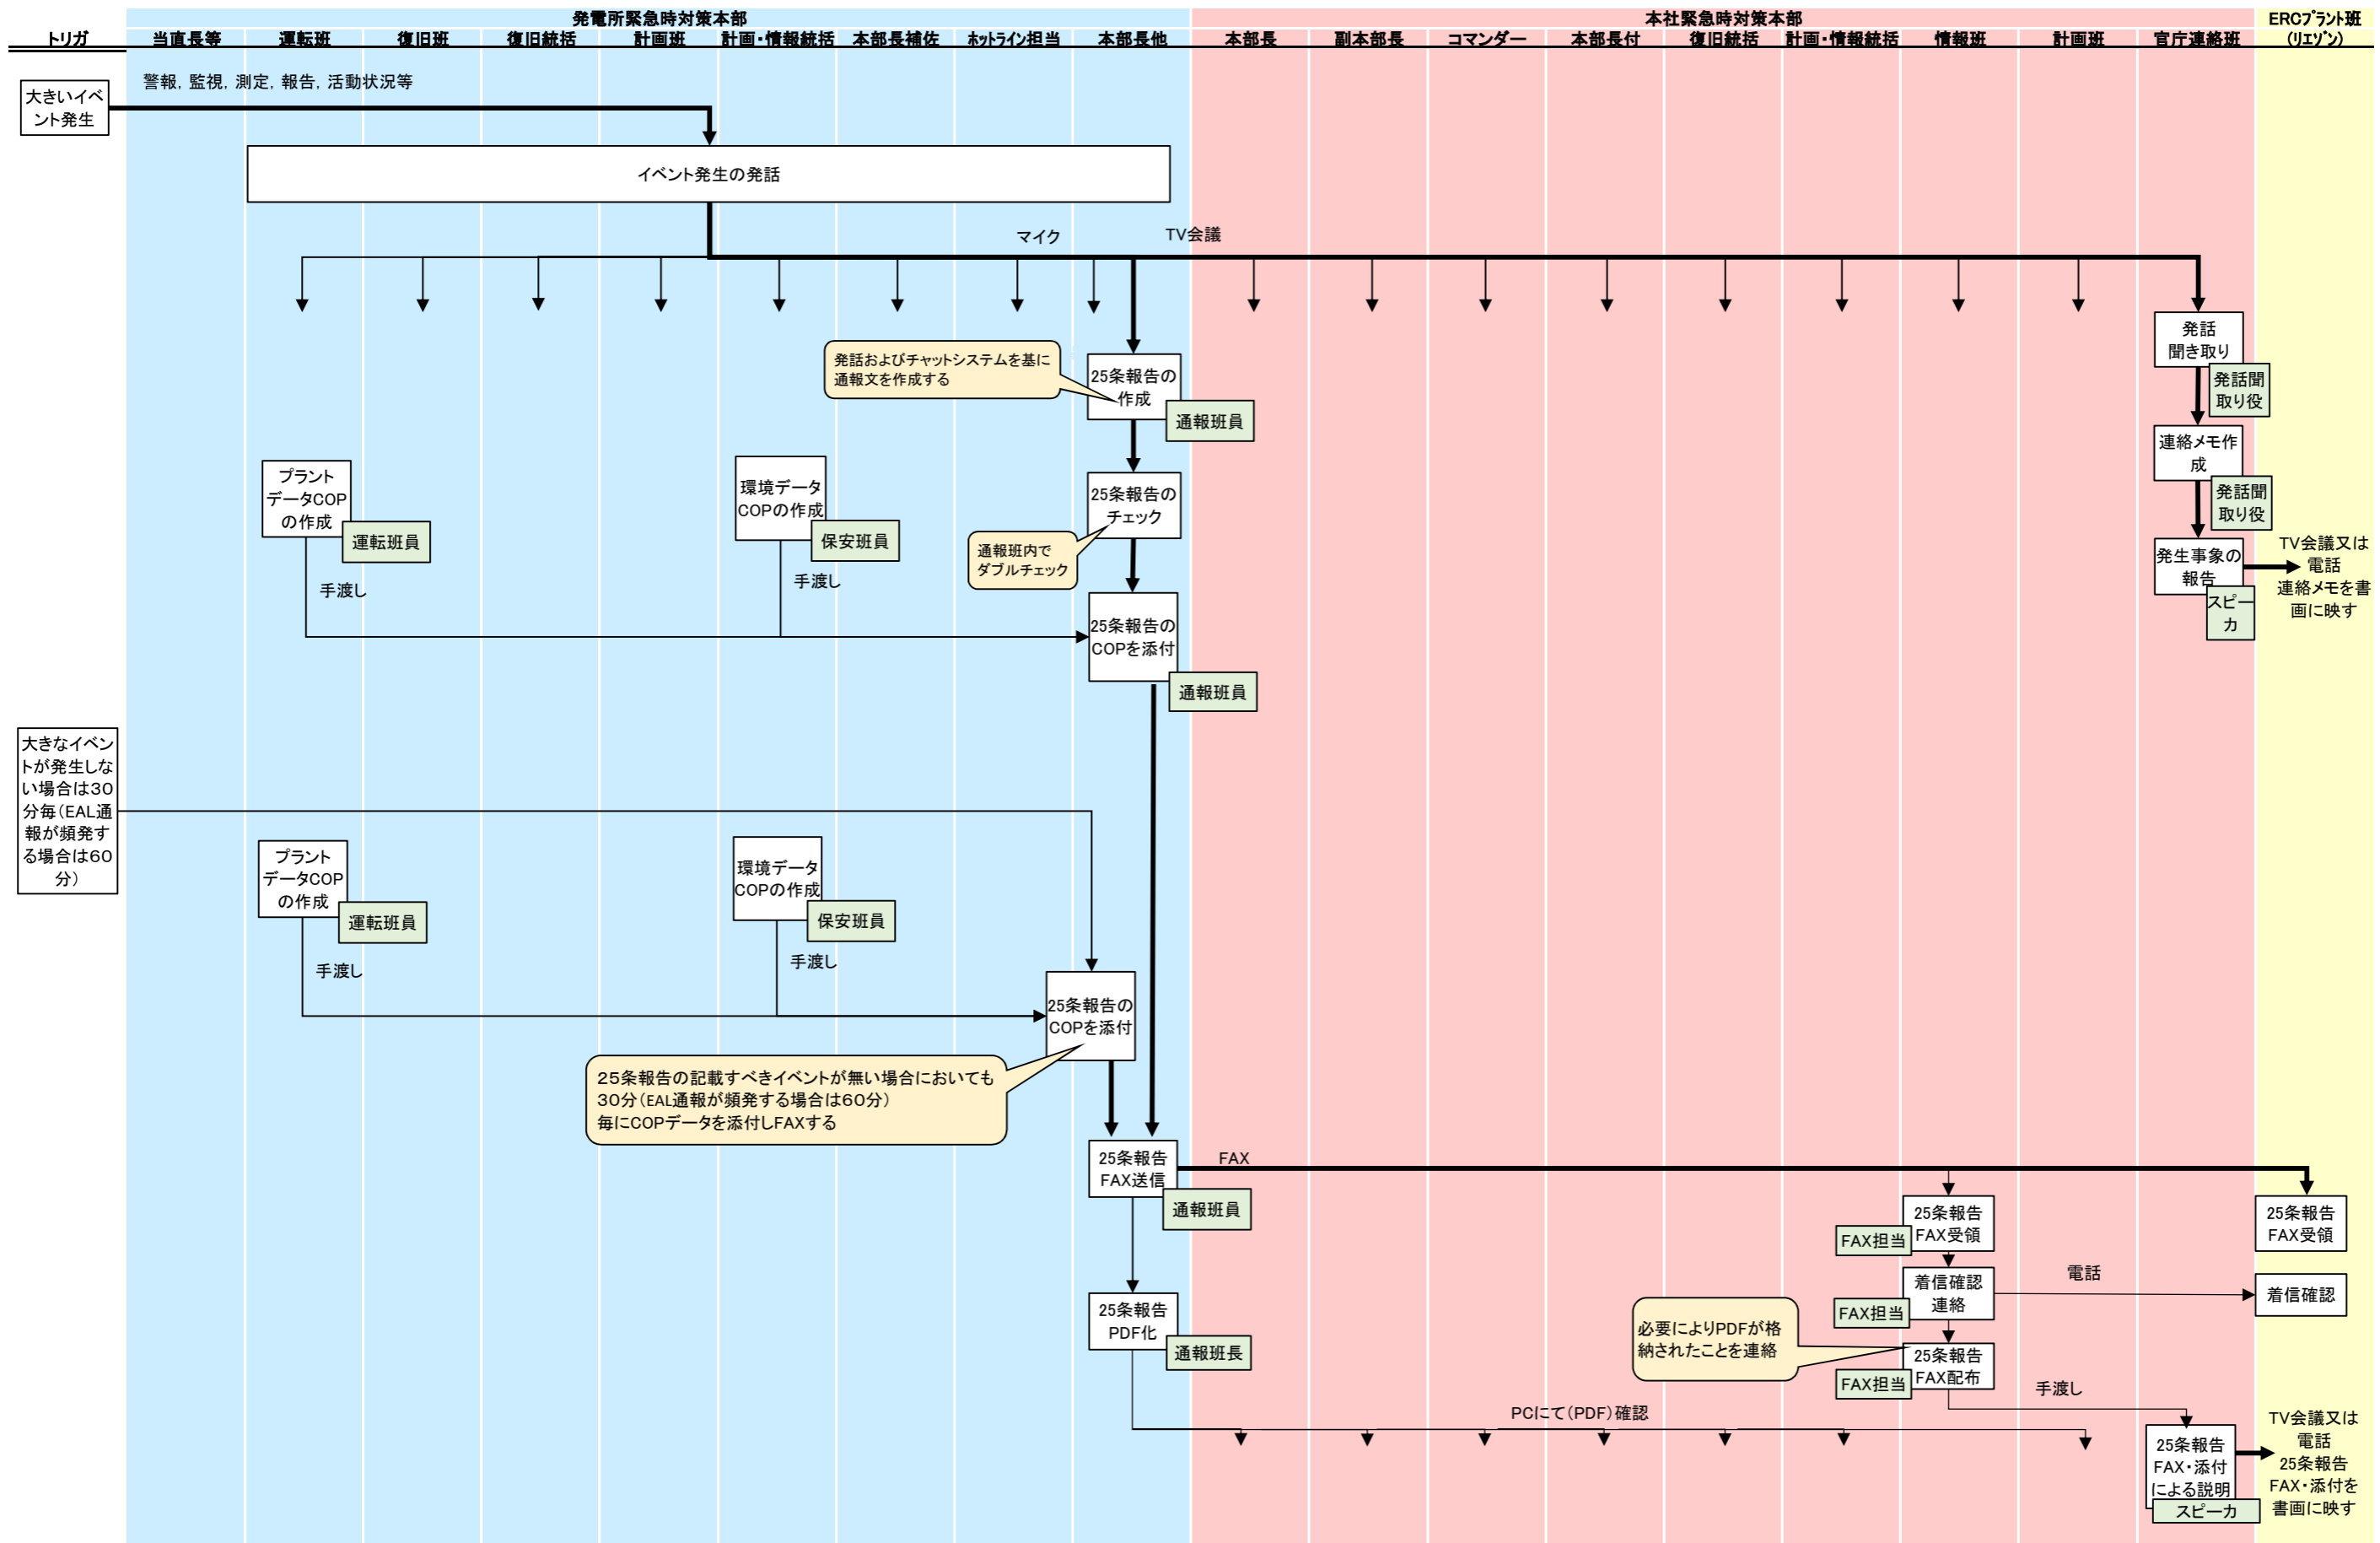 発電所緊急時対策本部
本社緊急時対策本部
ERCﾌﾟﾗﾝﾄ班
(ﾘｴｿﾞﾝ)
トリガ
当直長等
運転班
復旧班
復旧統括
計画班
計画・情報統括
本部長補佐
ﾎｯﾄﾗｲﾝ担当
本部長他
本部長
副本部長
コマンダー
本部長付
復旧統括
計画・情報統括
情報班
計画班
官庁連絡班
大きいイベ
ント発生
警報，監視，測定，報告，活動状況等
イベント発生の発話
マイク
TV会議
発話
聞き取り
発話聞
取り役
発話およびチャットシステムを基に
通報文を作成する
25条報告の
作成
通報班員
連絡メモ作
成
発話聞
取り役
プラント
データCOP
の作成
運転班員
手渡し
環境データ
COPの作成
保安班員
手渡し
25条報告の
チェック
通報班内で
ダブルチェック
発生事象の
報告
スピー
カ
TV会議又は
電話
連絡メモを書
画に映す
25条報告の
COPを添付
通報班員
大きなイベン
トが発生しな
い場合は30
分毎（EAL通
報が頻発す
る場合は60
分）
プラント
データCOP
の作成
運転班員
手渡し
環境データ
COPの作成
保安班員
手渡し
25条報告の
COPを添付
２５条報告の記載すべきイベントが無い場合においても
３０分（EAL通報が頻発する場合は６０分）
毎にCOPデータを添付しFAXする
25条報告
FAX送信
通報班員
FAX
25条報告
FAX受領
FAX担当
25条報告
FAX受領
着信確認
連絡
FAX担当
電話
着信確認
25条報告
PDF化
通報班長
必要によりPDFが格
納されたことを連絡
25条報告
FAX配布
FAX担当
手渡し
PCにて（PDF）確認
25条報告
FAX・添付
による説明
スピーカ
TV会議又は
電話
25条報告
FAX・添付を
書画に映す